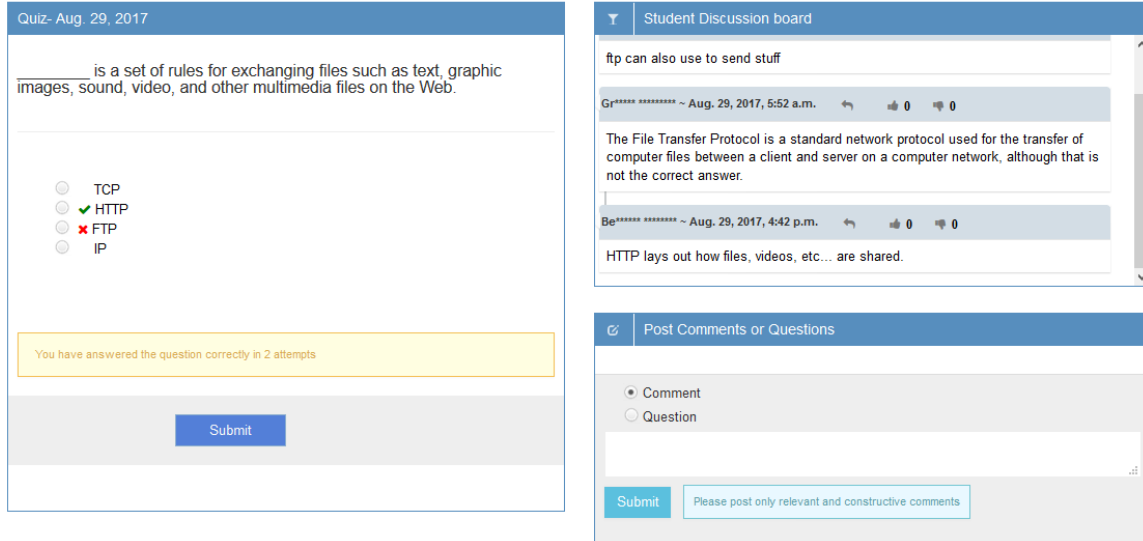 Quiz- Aug. 29, 2017
________ is a set of rules for exchanging files such as text, graphic
images, sound, video, and other multimedia files on the Web.
TCP
HTTP
FTP
IP
You have answered the question correctly in 2 attempts
Submit
Student Discussion board
ftp can also use to send stuff
Gr***** ********* ~ Aug. 29, 2017, 5:52 a.m. 0 0
The File Transfer Protocol is a standard network protocol used for the transfer of
computer files between a client and server on a computer network, although that is
not the correct answer.
Be****** ******** ~ Aug. 29, 2017, 4:42 p.m. 0 0
HTTP lays out how files, videos, etc... are shared.
Post Comments or Questions
Comment
Question
Submit
Please post only relevant and constructive comments